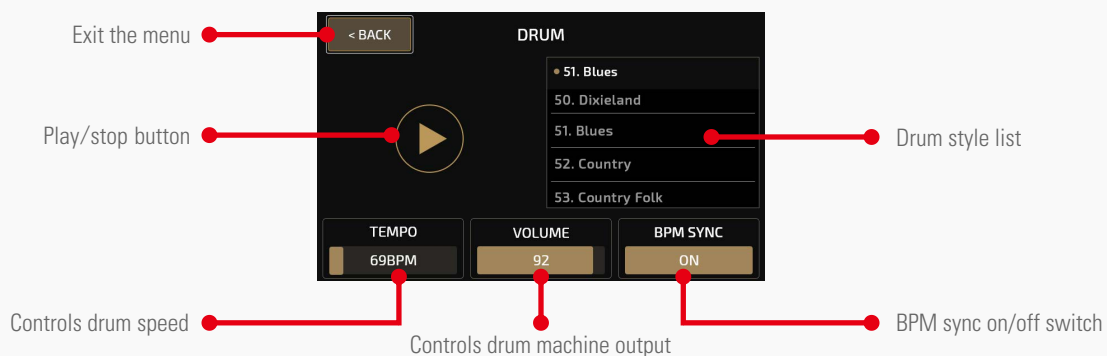 Exit the menu
< BACK
DRUM
51. Blues
50. Dixieland
Play/stop button
51. Blues
Drum style list
52. Country
53. Country Folk
TEMPO
VOLUME
BPM SYNC
69BPM
92
ON
Controls drum speed
BPM sync on/off switch
Controls drum machine output